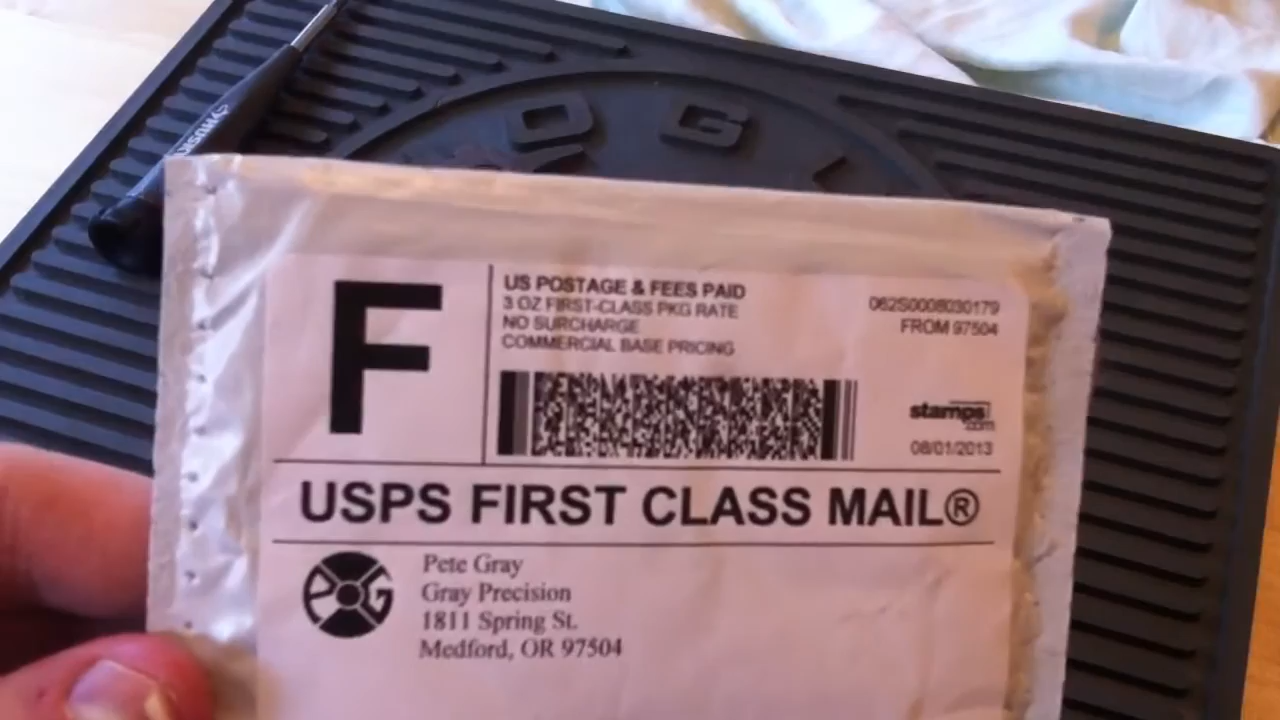 O G
HUSKY
F
US POSTAGE & FEES PAID
3 OZ FIRST-CLASS PKG RATE
NO SURCHARGE
COMMERCIAL BASE PRICING
062S0008030179
FROM 97504
stamps
.com
08/01/2013
USPS FIRST CLASS MAIL®
PG
Pete Gray
Gray Precision
1811 Spring St.
Medford, OR 97504